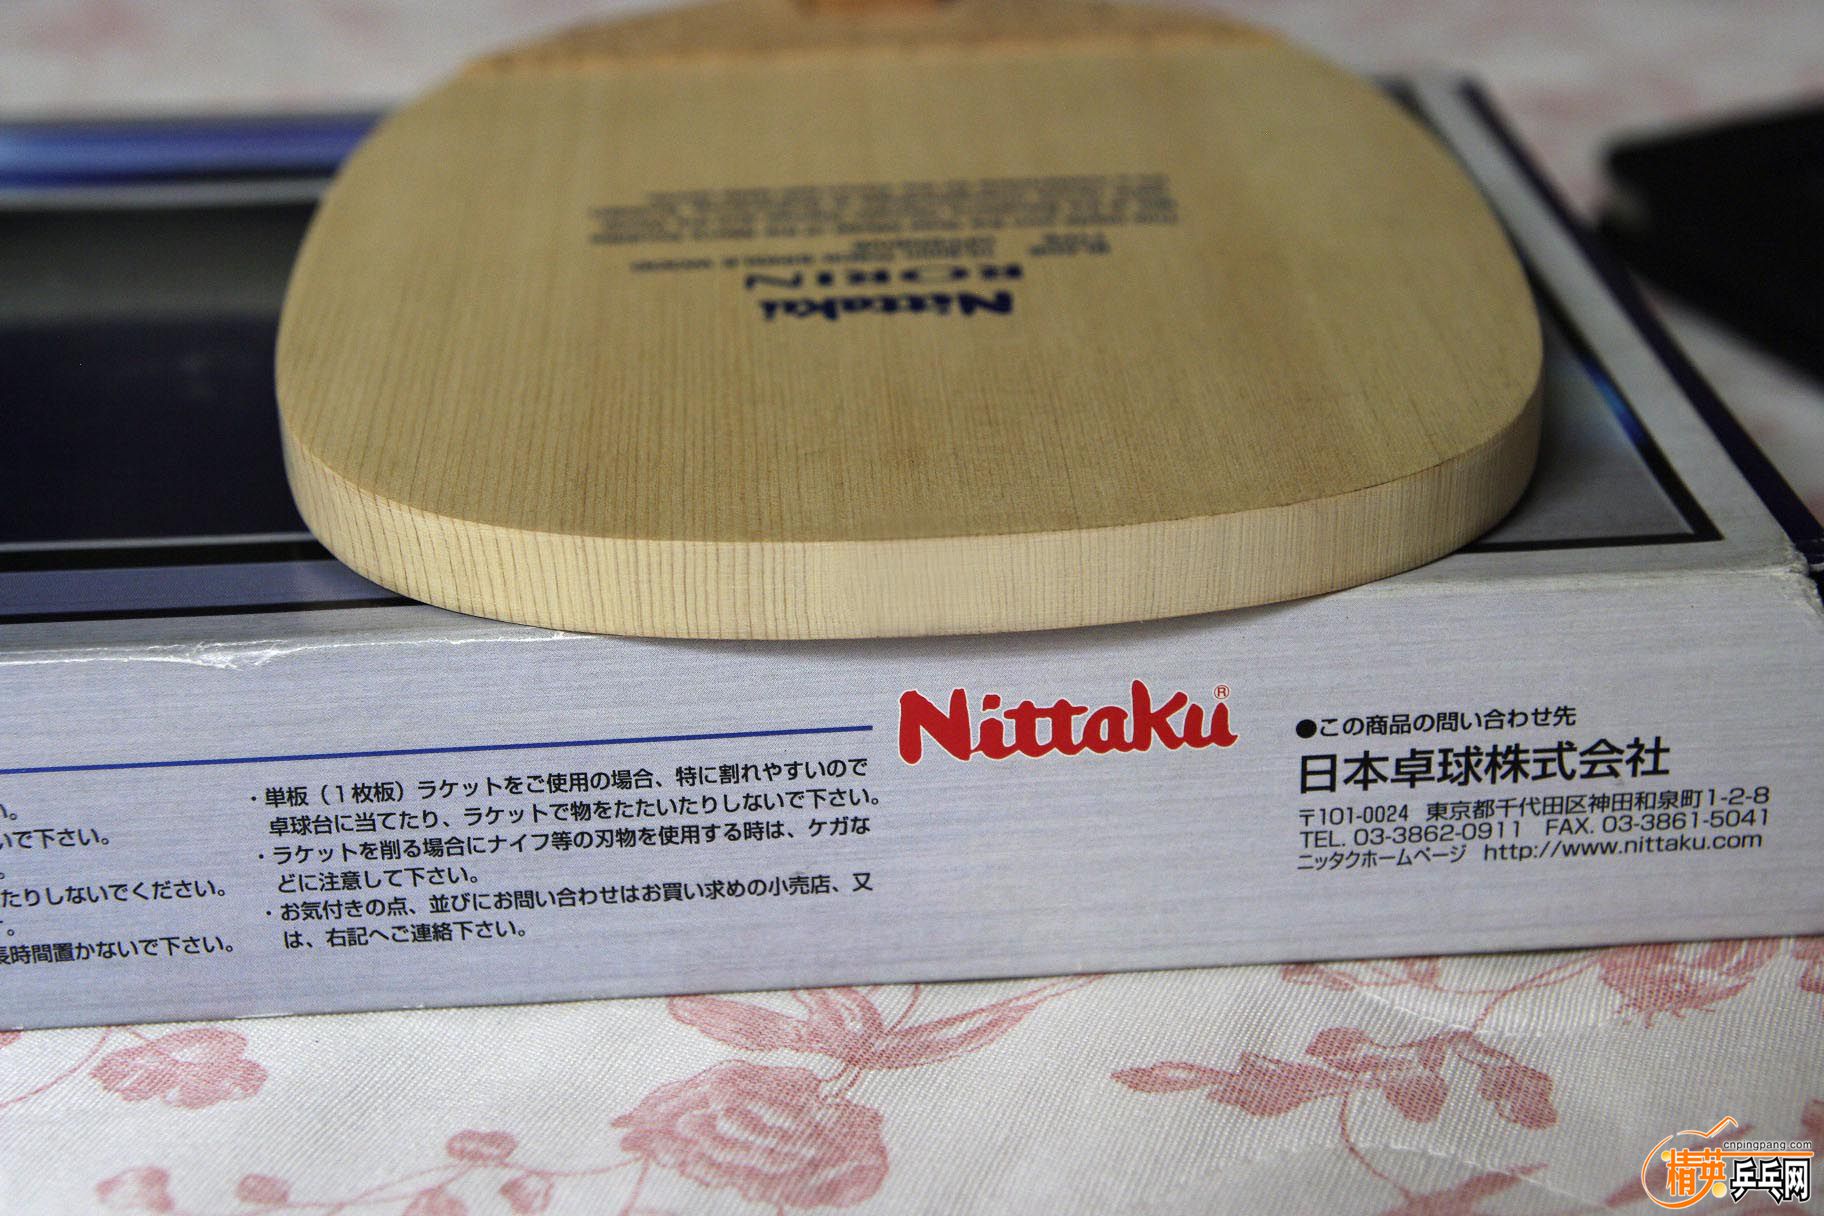 Nittaku
KORIN
Nittaku®
い。
いで下さい。
たりしないでください。
す。
長時間置かないで下さい。
・単板（１枚板）ラケットをご使用の場合、特に割れやすいので
卓球台に当てたり、ラケットで物をたたいたりしないで下さい。
・ラケットを削る場合にナイフ等の刃物を使用する時は、ケガな
どに注意して下さい。
・お気付きの点、並びにお問い合わせはお買い求めの小売店、又
は、右記へご連絡下さい。
●この商品の問い合わせ先
日本卓球株式会社
〒101-0024 東京都千代田区神田和泉町1-2-8
TEL. 03-3862-0911 FAX. 03-3861-5041
ニッタクホームページ http://www.nittaku.com
cnpingpang.com
精英乒乓网